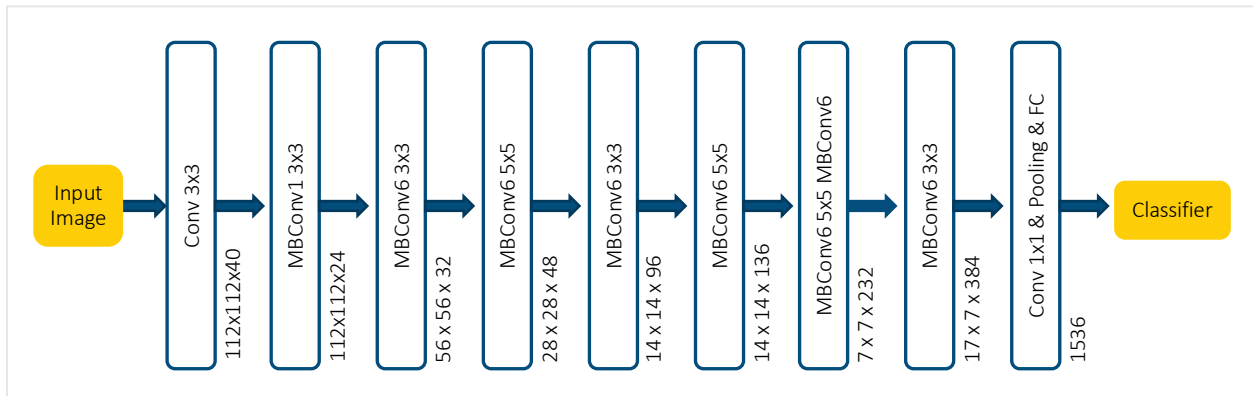 Input
Image
Conv 3x3
112x112x40
MBConv1 3x3
112x112x24
MBConv6 3x3
56 x 56 x 32
MBConv6 5x5
28 x 28 x 48
MBConv6 3x3
14 x 14 x 96
MBConv6 5x5
14 x 14 x 136
MBConv6 5x5 MBConv6
7 x 7 x 232
MBConv6 3x3
17 x 7 x 384
Conv 1x1 & Pooling & FC
1536
Classifier